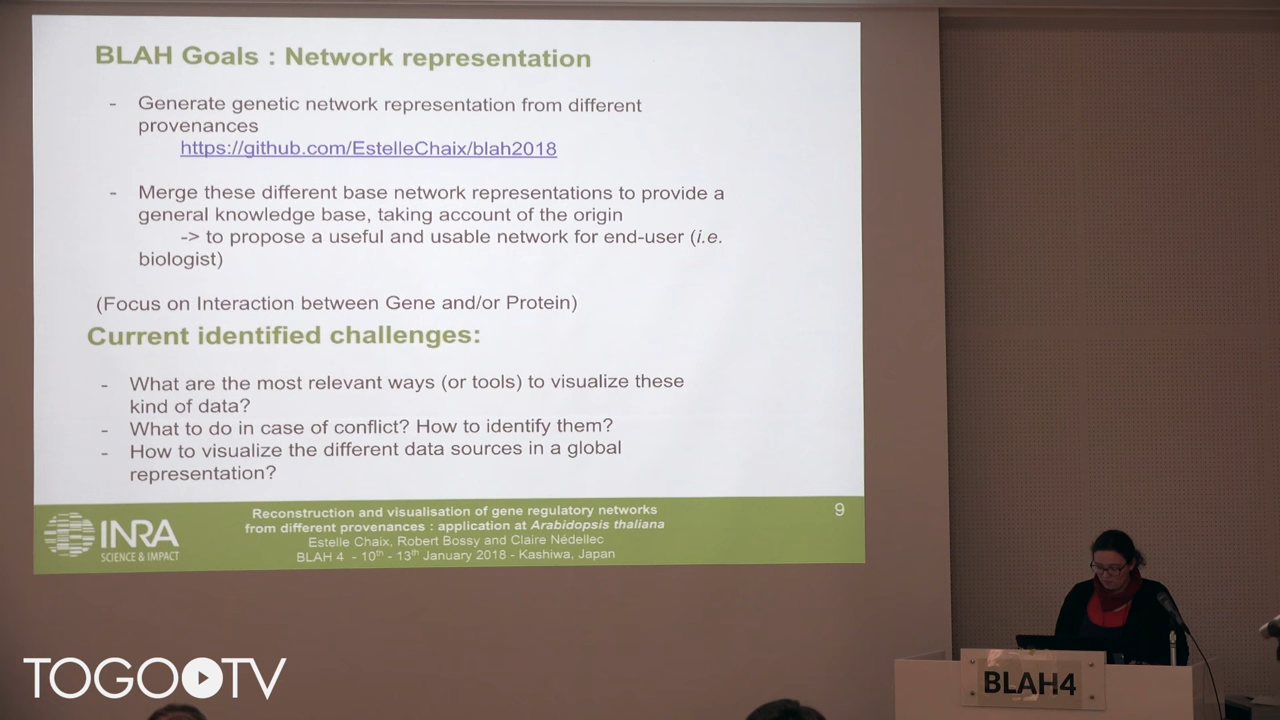 BLAH Goals : Network representation
- Generate genetic network representation from different
provenances
https://github.com/EstelleChaix/blah2018
- Merge these different base network representations to provide a
general knowledge base, taking account of the origin
-> to propose a useful and usable network for end-user (i.e.
biologist)
(Focus on Interaction between Gene and/or Protein)
Current identified challenges:
- What are the most relevant ways (or tools) to visualize these
kind of data?
- What to do in case of conflict? How to identify them?
- How to visualize the different data sources in a global
representation?
INRA
SCIENCE & IMPACT
Reconstruction and visualisation of gene regulatory networks
from different provenances : application at Arabidopsis thaliana
Estelle Chaix, Robert Bossy and Claire Nédellec
BLAH 4 - 10th - 13th January 2018 - Kashiwa, Japan
9
TOGOTV
BLAH4